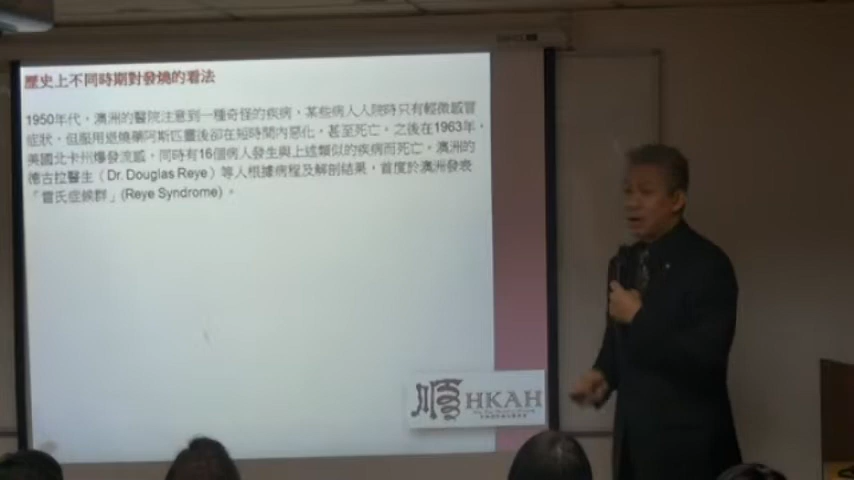 歷史上不同時期對發燒的看法
1950年代，澳洲的醫院注意到一種奇怪的疾病，某些病人入院時只有輕微感冒
症狀，但服用退燒藥阿斯匹靈後卻在短時間內惡化，甚至死亡。之後在1963年，
美國北卡州爆發流感，同時有16個病人發生與上述類似的疾病而死亡。澳洲的
德古拉醫生（Dr. Douglas Reye）等人根據病程及解剖結果，首度於澳洲發表
「雷氏症候群」(Reye Syndrome)。
順 HKAH